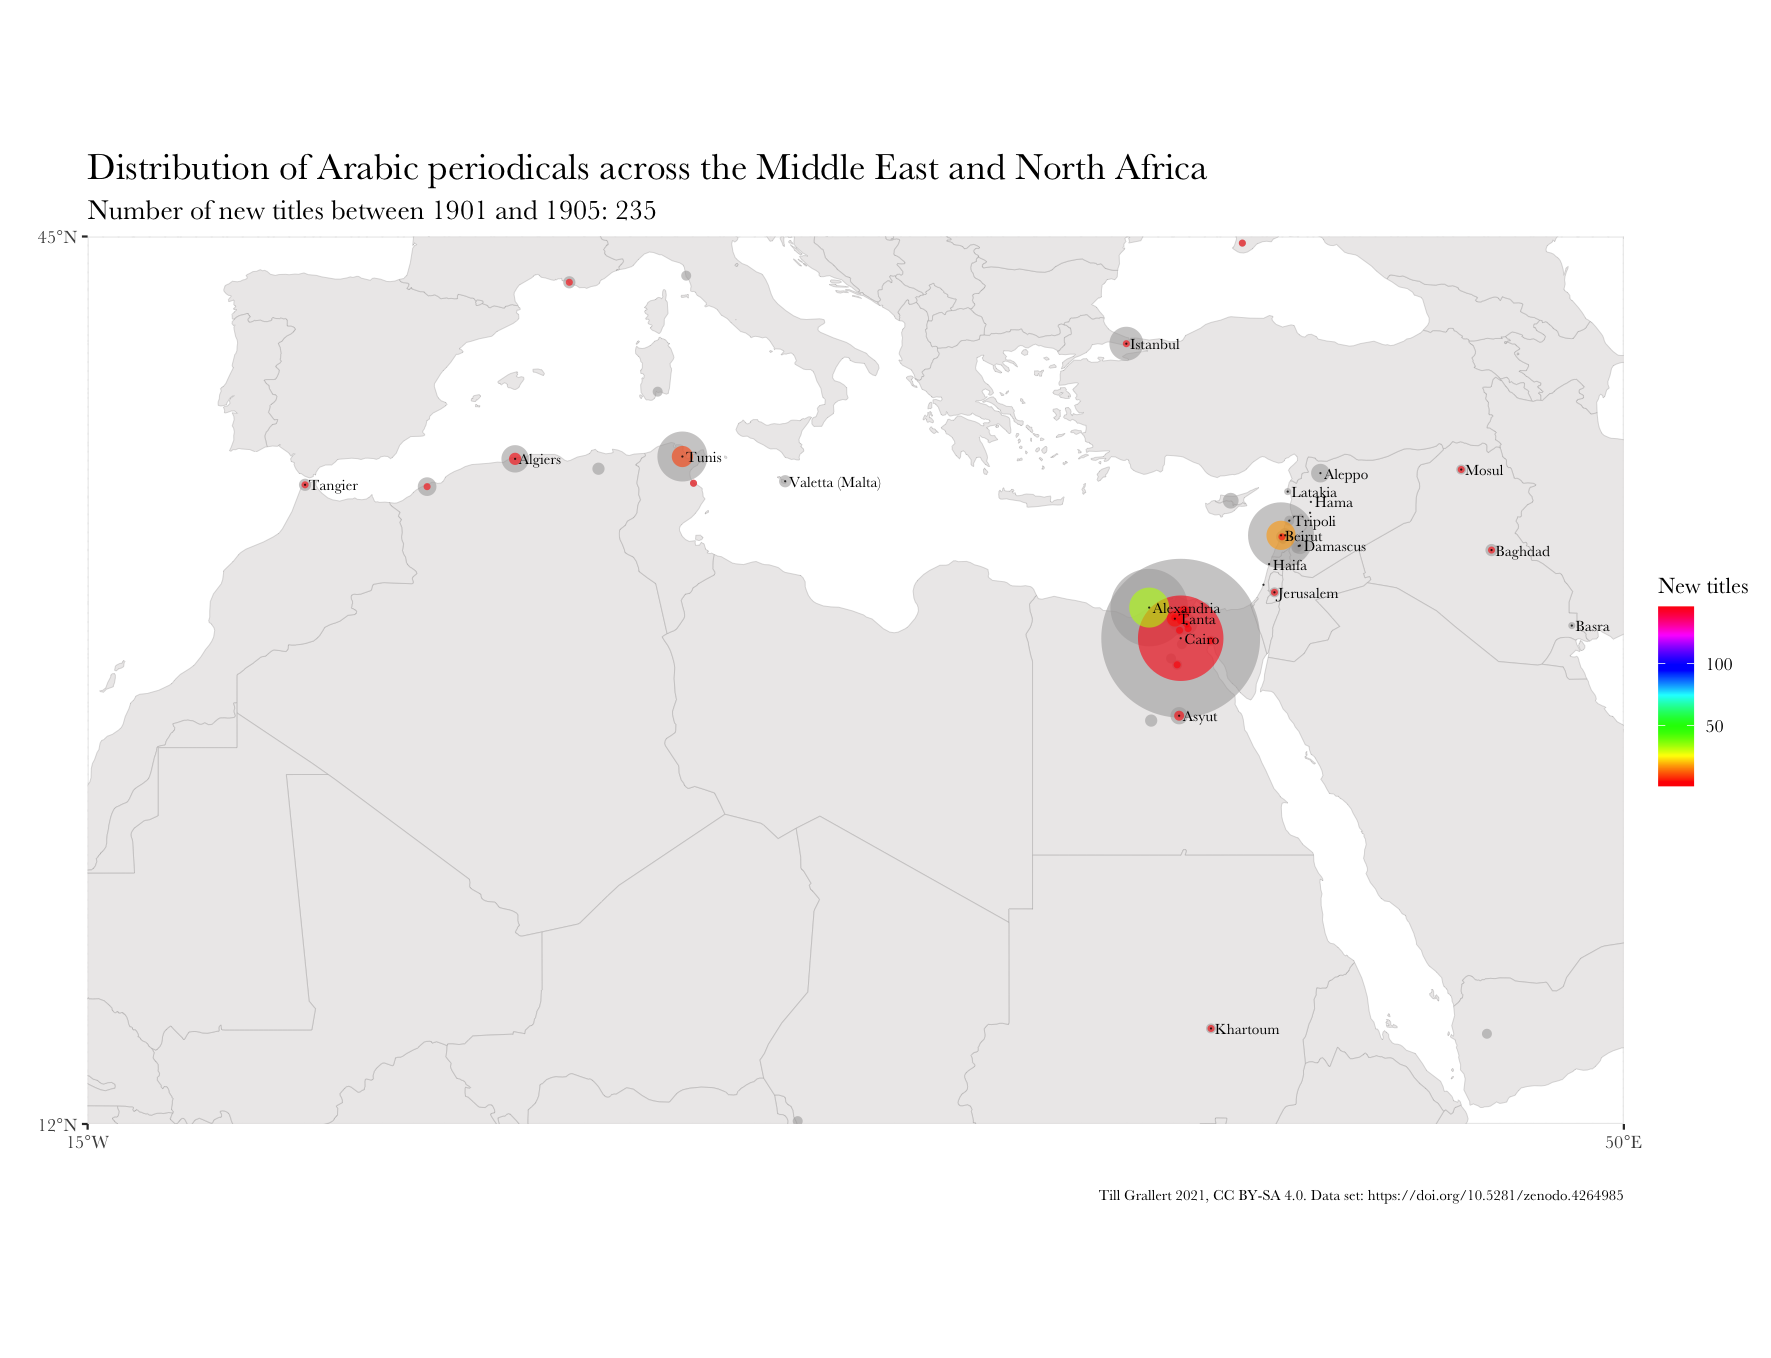 Distribution of Arabic periodicals across the Middle East and North Africa
Number of new titles between 1901 and 1905: 235
45°N
Istanbul
Algiers
Tunis
Tangier
Valetta (Malta)
Aleppo
Mosul
Latakia
Hama
Tripoli
Beirut
Damascus
Baghdad
Haifa
Jerusalem
Alexandria
Tanta
Basra
Cairo
Asyut
Khartoum
New titles
100
50
12°N
15°W
50°E
Till Grallert 2021, CC BY-SA 4.0. Data set: https://doi.org/10.5281/zenodo.4264985